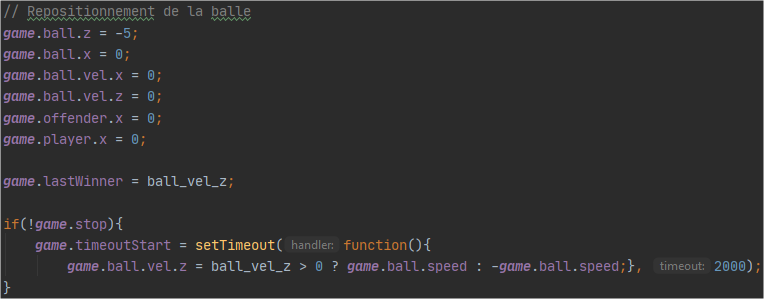 // Repositionnement de la balle
game.ball.z = -5;
game.ball.x = 0;
game.ball.vel.x = 0;
game.ball.vel.z = 0;
game.offender.x = 0;
game.player.x = 0;
game.lastWinner = ball_vel_z;
if(!game.stop){
game.timeoutStart = setTimeout( handler: function(){
game.ball.vel.z = ball_vel_z > 0 ? game.ball.speed : -game.ball.speed;}, timeout: 2000);
}